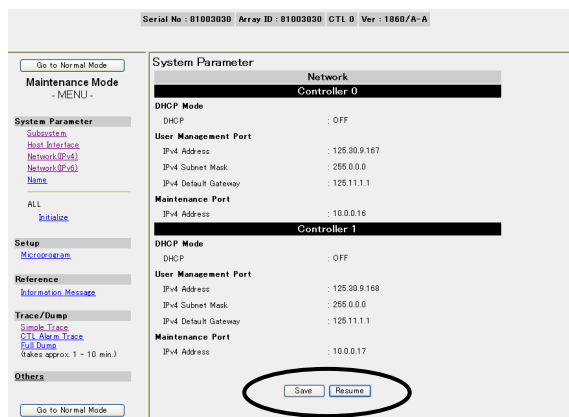 Serial No : 81003030 Array ID : 81003030 CTL 0 Ver : 1860/A-A
Go to Normal Mode
Maintenance Mode
- MENU -
System Parameter
Subsystem
Host Interface
Network(IPv4)
Network(IPv6)
Name
ALL
Initialize
Setup
Microprogram
Reference
Information Message
Trace/Dump
Simple Trace
CTL Alarm Trace
Full Dump
(takes approx. 1 - 10 min.)
Others
Go to Normal Mode
System Parameter
Network
Controller 0
DHCP Mode
DHCP : OFF
User Management Port
IPv4 Address : 125.30.9.167
IPv4 Subnet Mask : 255.0.0.0
IPv4 Default Gateway : 125.11.1.1
Maintenance Port
IPv4 Address : 10.0.0.16
Controller 1
DHCP Mode
DHCP : OFF
User Management Port
IPv4 Address : 125.30.9.168
IPv4 Subnet Mask : 255.0.0.0
IPv4 Default Gateway : 125.11.1.1
Maintenance Port
IPv4 Address : 10.0.0.17
Save Resume